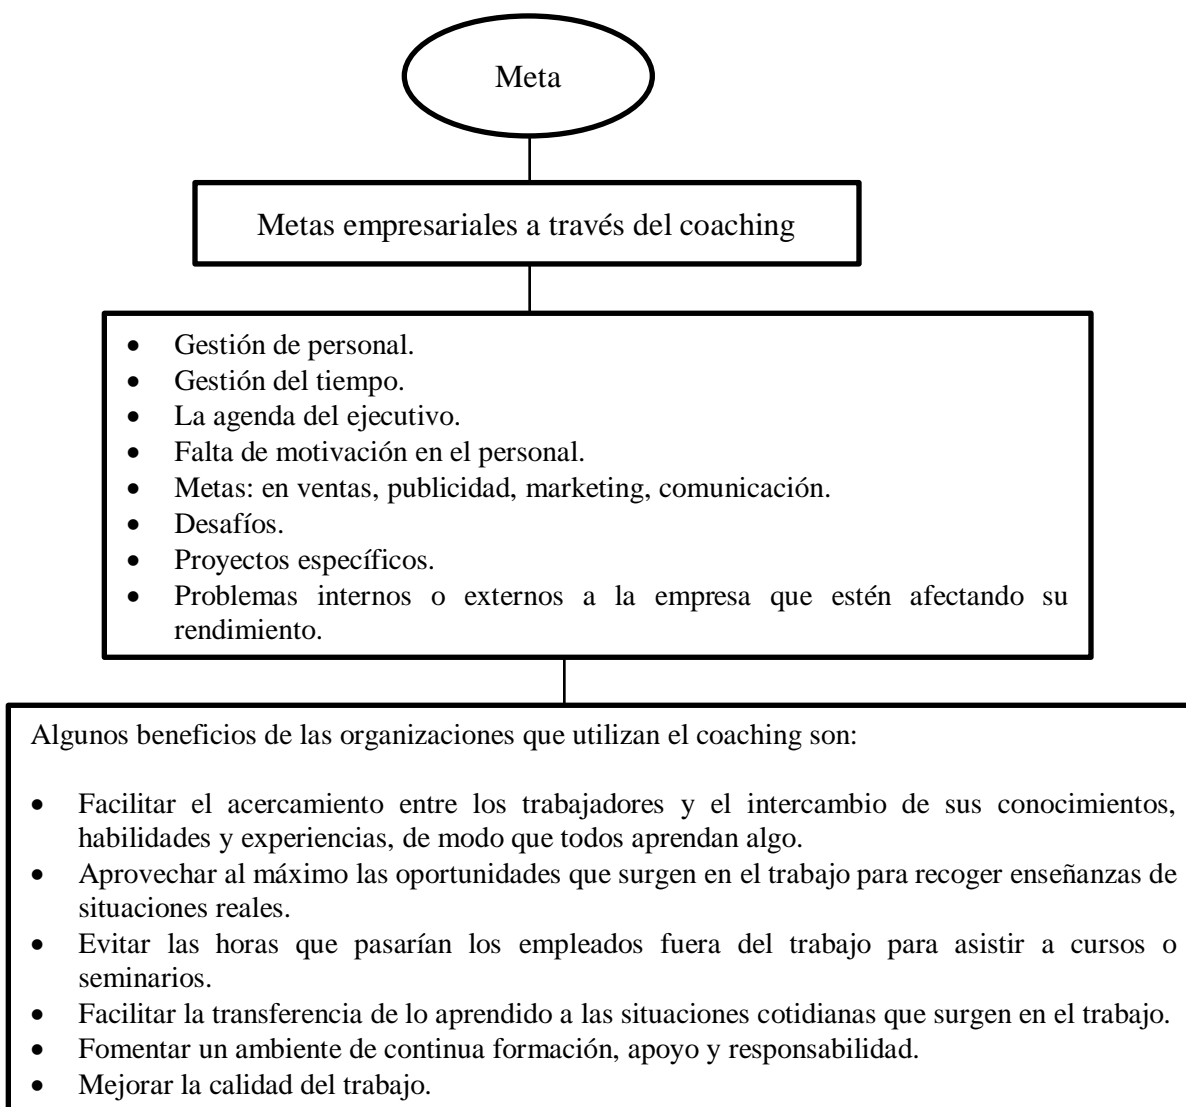 Meta
Metas empresariales a través del coaching
• Gestión de personal.
• Gestión del tiempo.
• La agenda del ejecutivo.
• Falta de motivación en el personal.
• Metas: en ventas, publicidad, marketing, comunicación.
• Desafíos.
• Proyectos específicos.
• Problemas internos o externos a la empresa que estén afectando su
rendimiento.
Algunos beneficios de las organizaciones que utilizan el coaching son:
• Facilitar el acercamiento entre los trabajadores y el intercambio de sus conocimientos,
habilidades y experiencias, de modo que todos aprendan algo.
• Aprovechar al máximo las oportunidades que surgen en el trabajo para recoger enseñanzas de
situaciones reales.
• Evitar las horas que pasarían los empleados fuera del trabajo para asistir a cursos o
seminarios.
• Facilitar la transferencia de lo aprendido a las situaciones cotidianas que surgen en el trabajo.
• Fomentar un ambiente de continua formación, apoyo y responsabilidad.
• Mejorar la calidad del trabajo.